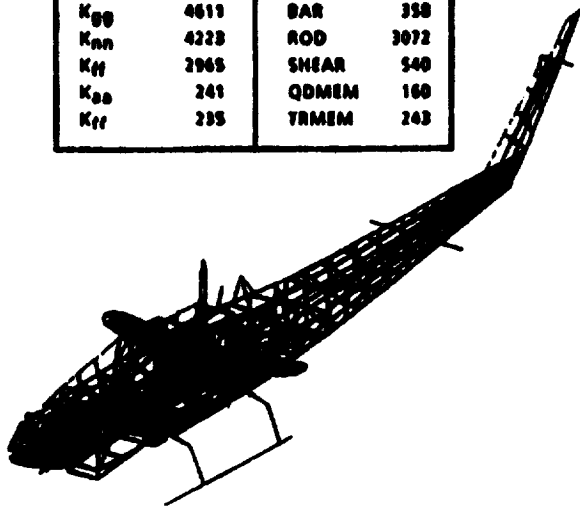 Kgg 4611 BAR 358
Knn 4223 ROD 3072
Kff 2965 SHEAR 540
Kaa 241 QDMEM 160
Krr 235 TRMEM 243